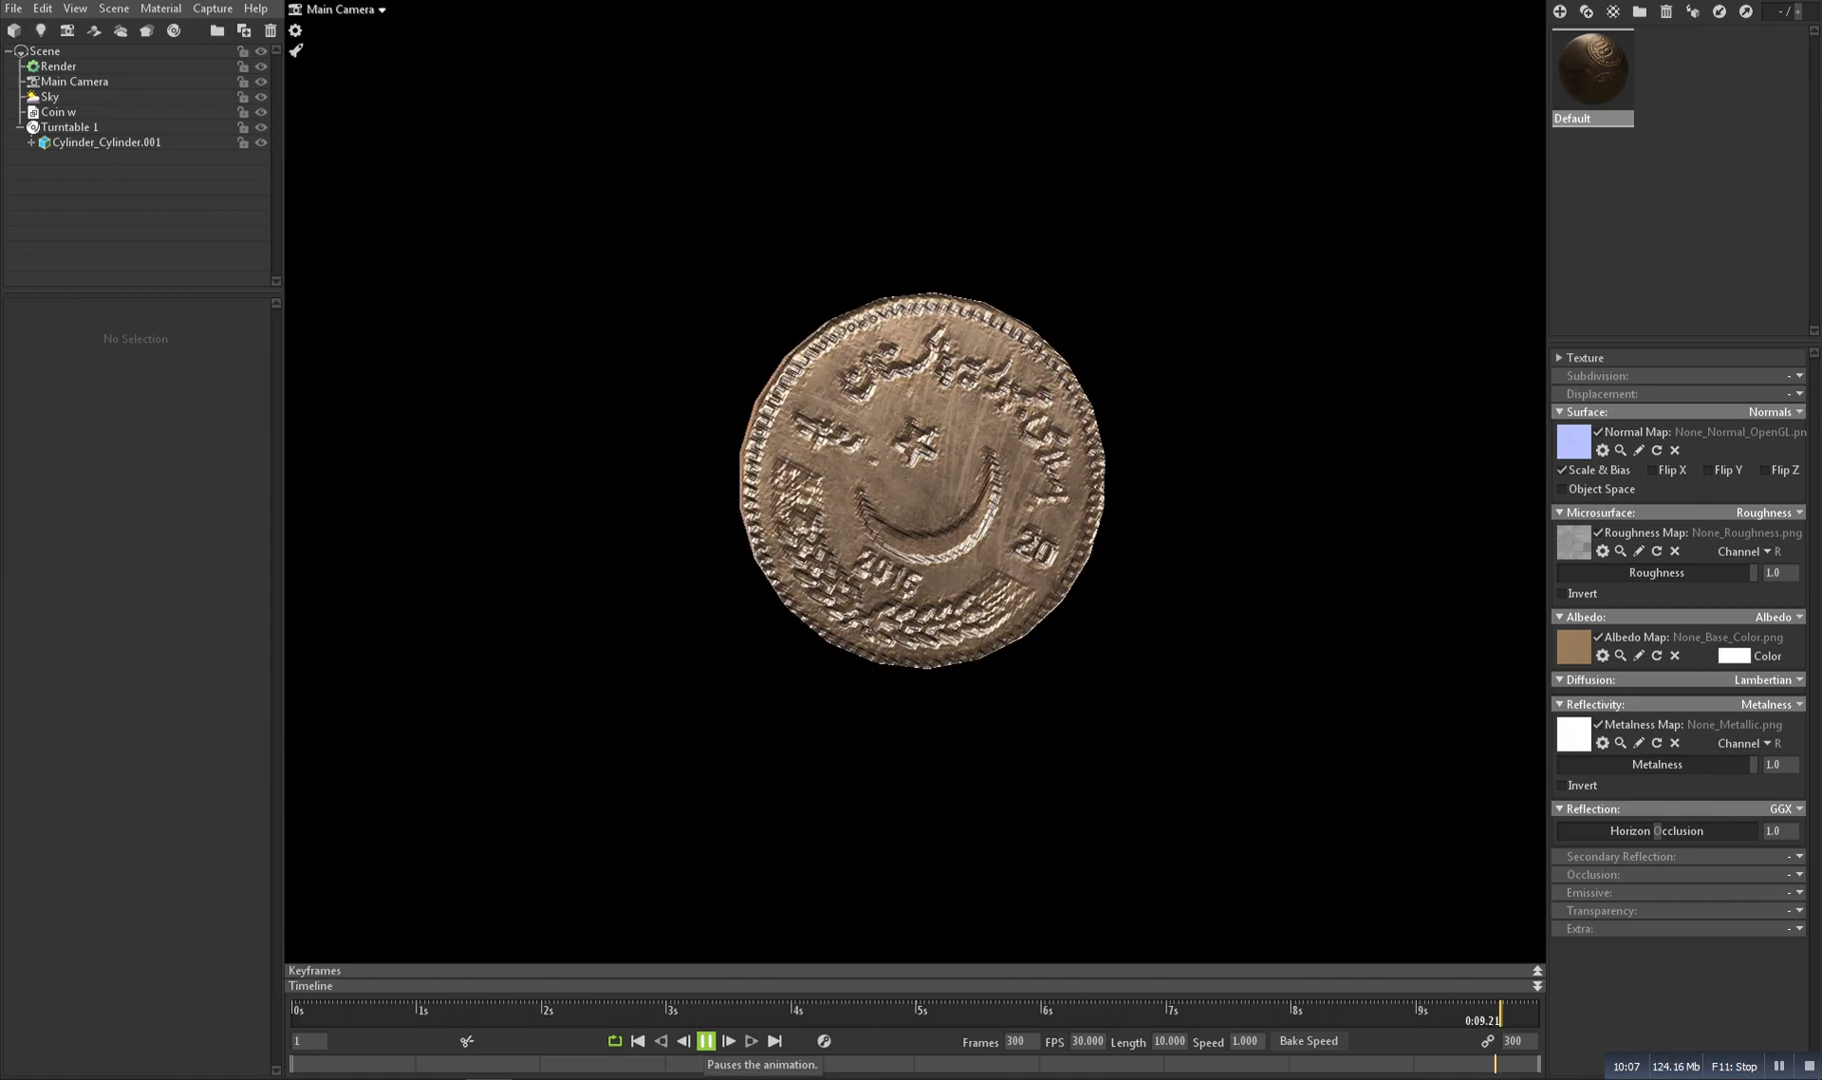 File Edit View Scene Material Capture Help
Main Camera
- / +
Scene
Render
Main Camera
Sky
Coin w
Turntable 1
Cylinder_Cylinder.001
No Selection
20
2016
Default
Texture
Subdivision: -
Displacement: -
Surface: Normals
Normal Map: None_Normal_OpenGL.pn
Scale & Bias Flip X Flip Y Flip Z
Object Space
Microsurface: Roughness
Roughness Map: None_Roughness.png
Channel R
Roughness 1.0
Invert
Albedo: Albedo
Albedo Map: None_Base_Color.png
Color
Diffusion: Lambertian
Reflectivity: Metalness
Metalness Map: None_Metallic.png
Channel R
Metalness 1.0
Invert
Reflection: GGX
Horizon Occlusion 1.0
Secondary Reflection: -
Occlusion: -
Emissive: -
Transparency: -
Extra: -
Keyframes
Timeline
0s 1s 2s 3s 4s 5s 6s 7s 8s 9s
0:09.21
1 Frames 300 FPS 30.000 Length 10.000 Speed 1.000 Bake Speed 300
Pauses the animation.
10:07 124.16 Mb F11: Stop